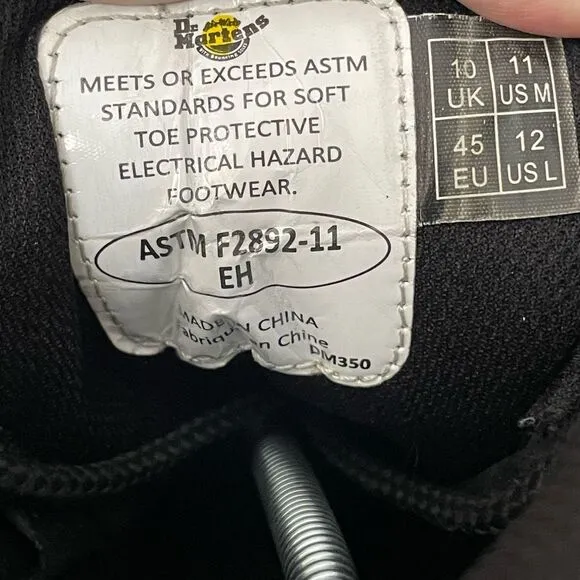 Dr.
Martens
MEETS OR EXCEEDS ASTM
STANDARDS FOR SOFT
TOE PROTECTIVE
ELECTRICAL HAZARD
FOOTWEAR.
ASTM F2892-11
EH
MADE IN CHINA
en Chine
DM350
10 UK
11 US M
45 EU
12 US L